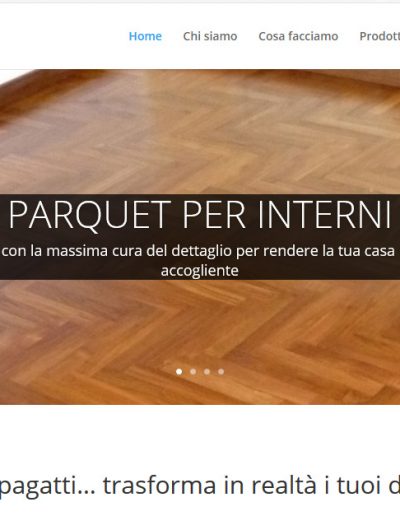 Home Chi siamo Cosa facciamo Prodott
PARQUET PER INTERNI
con la massima cura del dettaglio per rendere la tua casa
accogliente
pagatti... trasforma in realtà i tuoi d